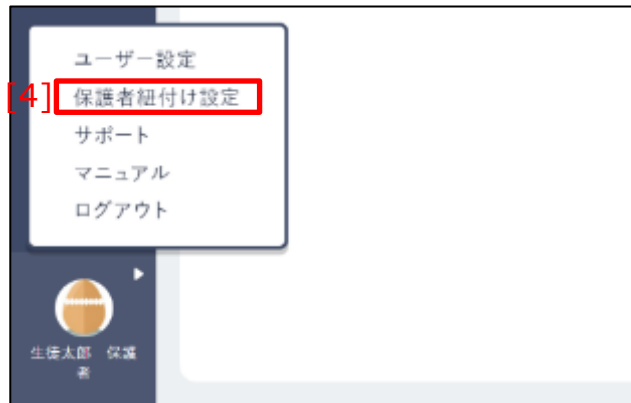 ユーザー設定
[4] 保護者紐付け設定
サポート
マニュアル
ログアウト
生徒太郎 保護
者